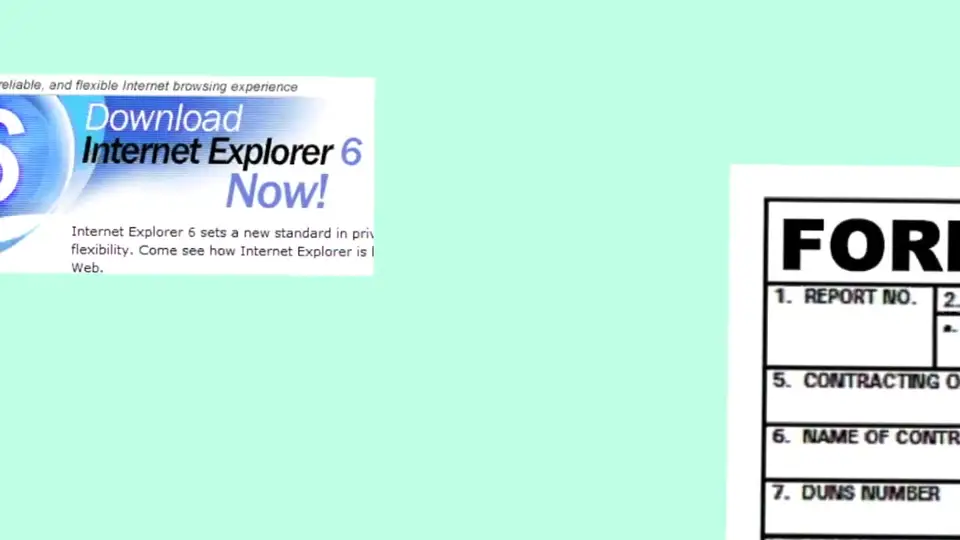 reliable, and flexible Internet browsing experience
6
Download
Internet Explorer 6
Now!
Internet Explorer 6 sets a new standard in priv
flexibility. Come see how Internet Explorer is
Web.
FOR
1. REPORT NO.
2.
a.
5. CONTRACTING O
6. NAME OF CONTR
7. DUNS NUMBER